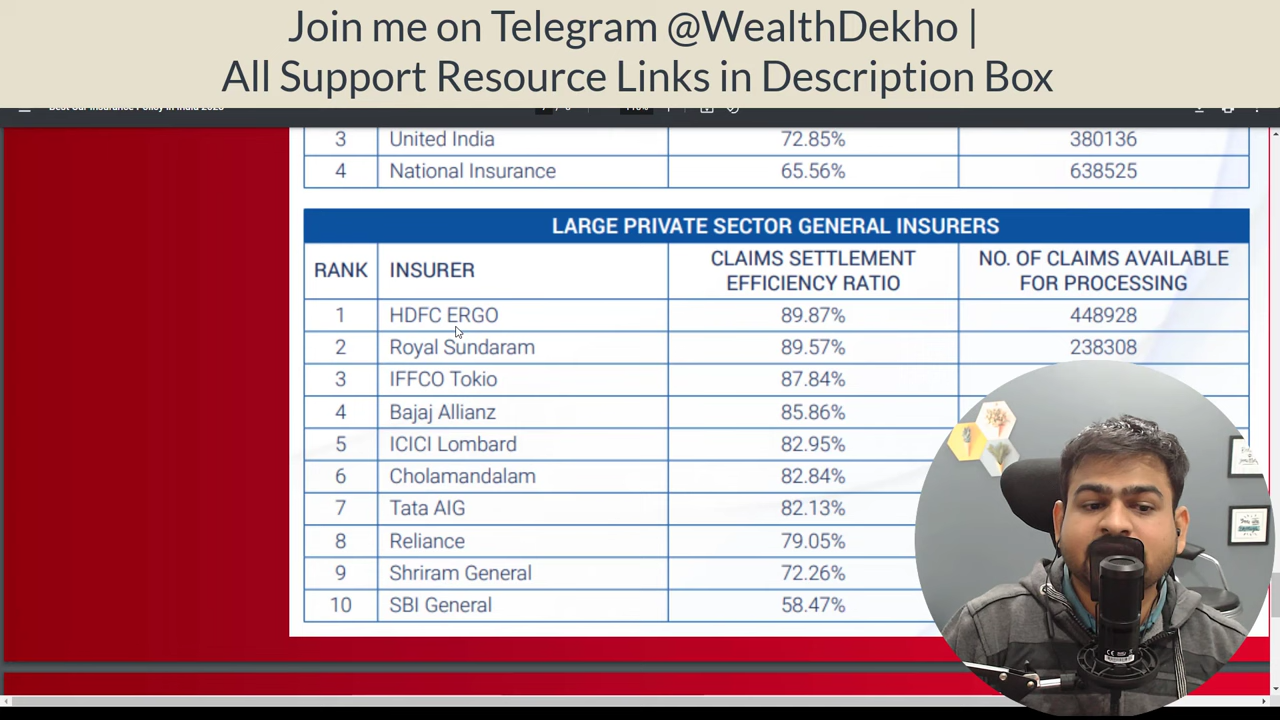 Join me on Telegram @WealthDekho |
All Support Resource Links in Description Box
3 United India 72.85% 380136
4 National Insurance 65.56% 638525
LARGE PRIVATE SECTOR GENERAL INSURERS
RANK INSURER CLAIMS SETTLEMENT EFFICIENCY RATIO NO. OF CLAIMS AVAILABLE FOR PROCESSING
1 HDFC ERGO 89.87% 448928
2 Royal Sundaram 89.57% 238308
3 IFFCO Tokio 87.84%
4 Bajaj Allianz 85.86%
5 ICICI Lombard 82.95%
6 Cholamandalam 82.84%
7 Tata AIG 82.13%
8 Reliance 79.05%
9 Shriram General 72.26%
10 SBI General 58.47%